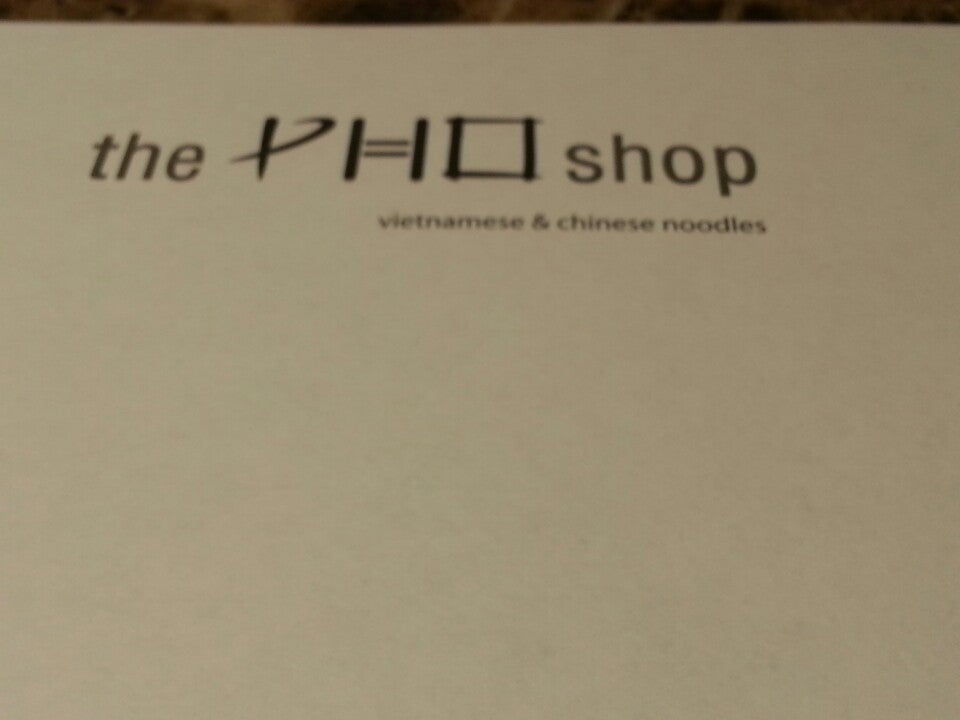 the PHO shop
vietnamese & chinese noodles